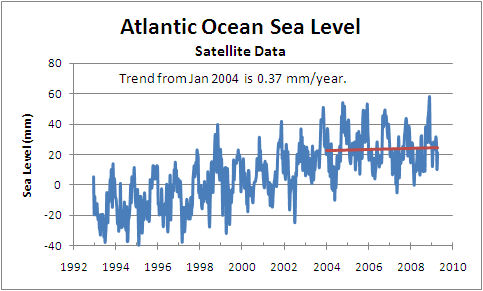 Atlantic Ocean Sea Level
Satellite Data
Trend from Jan 2004 is 0.37 mm/year.
Sea Level (mm)
80
60
40
20
0
-20
-40
1992 1994 1996 1998 2000 2002 2004 2006 2008 2010